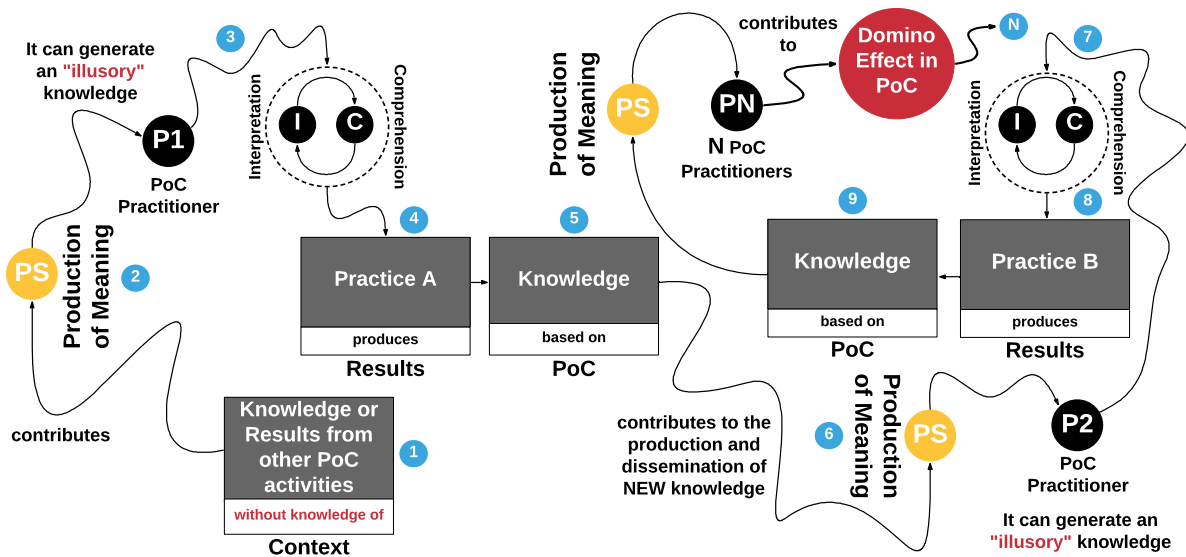 It can generate
an "illusory"
knowledge
3
P1
PoC
Practitioner
Interpretation
I
C
Comprehension
PS
Production
of Meaning
2
contributes
Knowledge or
Results from
other PoC
activities
without knowledge of
Context
1
4
Practice A
produces
Results
5
Knowledge
based on
PoC
contributes to the
production and
dissemination of
NEW knowledge
6
Production
of Meaning
PS
P2
PoC
Practitioner
It can generate an
"illusory" knowledge
7
Interpretation
I
C
Comprehension
8
Practice B
produces
Results
9
Knowledge
based on
PoC
Production
of Meaning
PS
PN
N PoC
Practitioners
contributes
to
Domino
Effect in
PoC
N